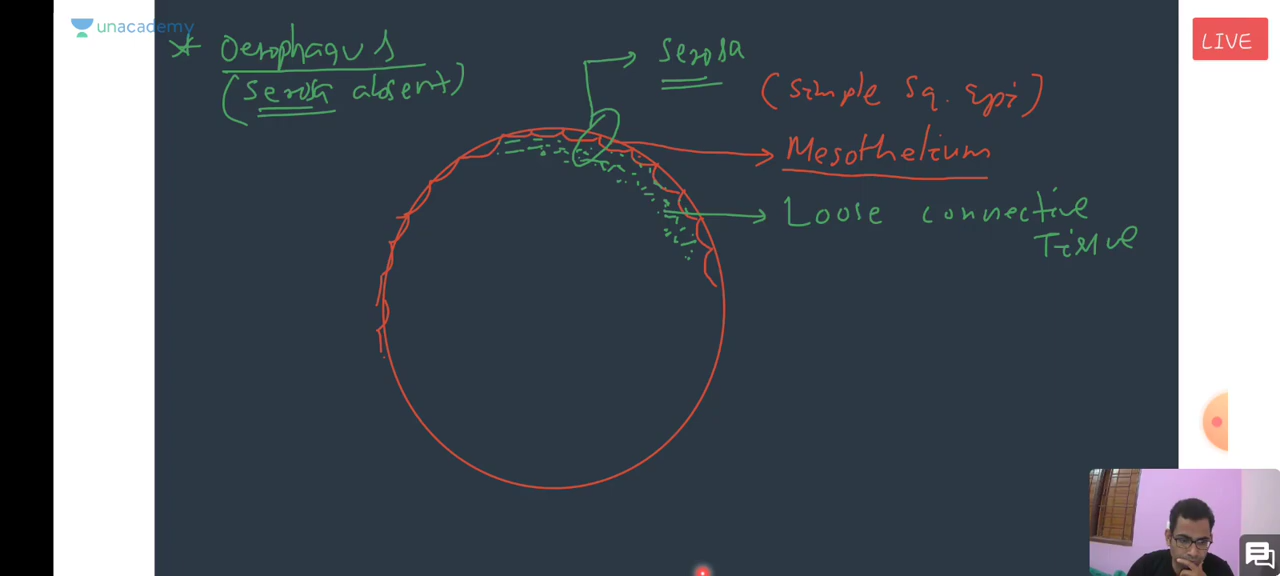 unacademy
LIVE
* Oesophagus
(Serosa absent)
Serosa
(Simple Sq. epi)
Mesothelium
Loose connective
Tissue